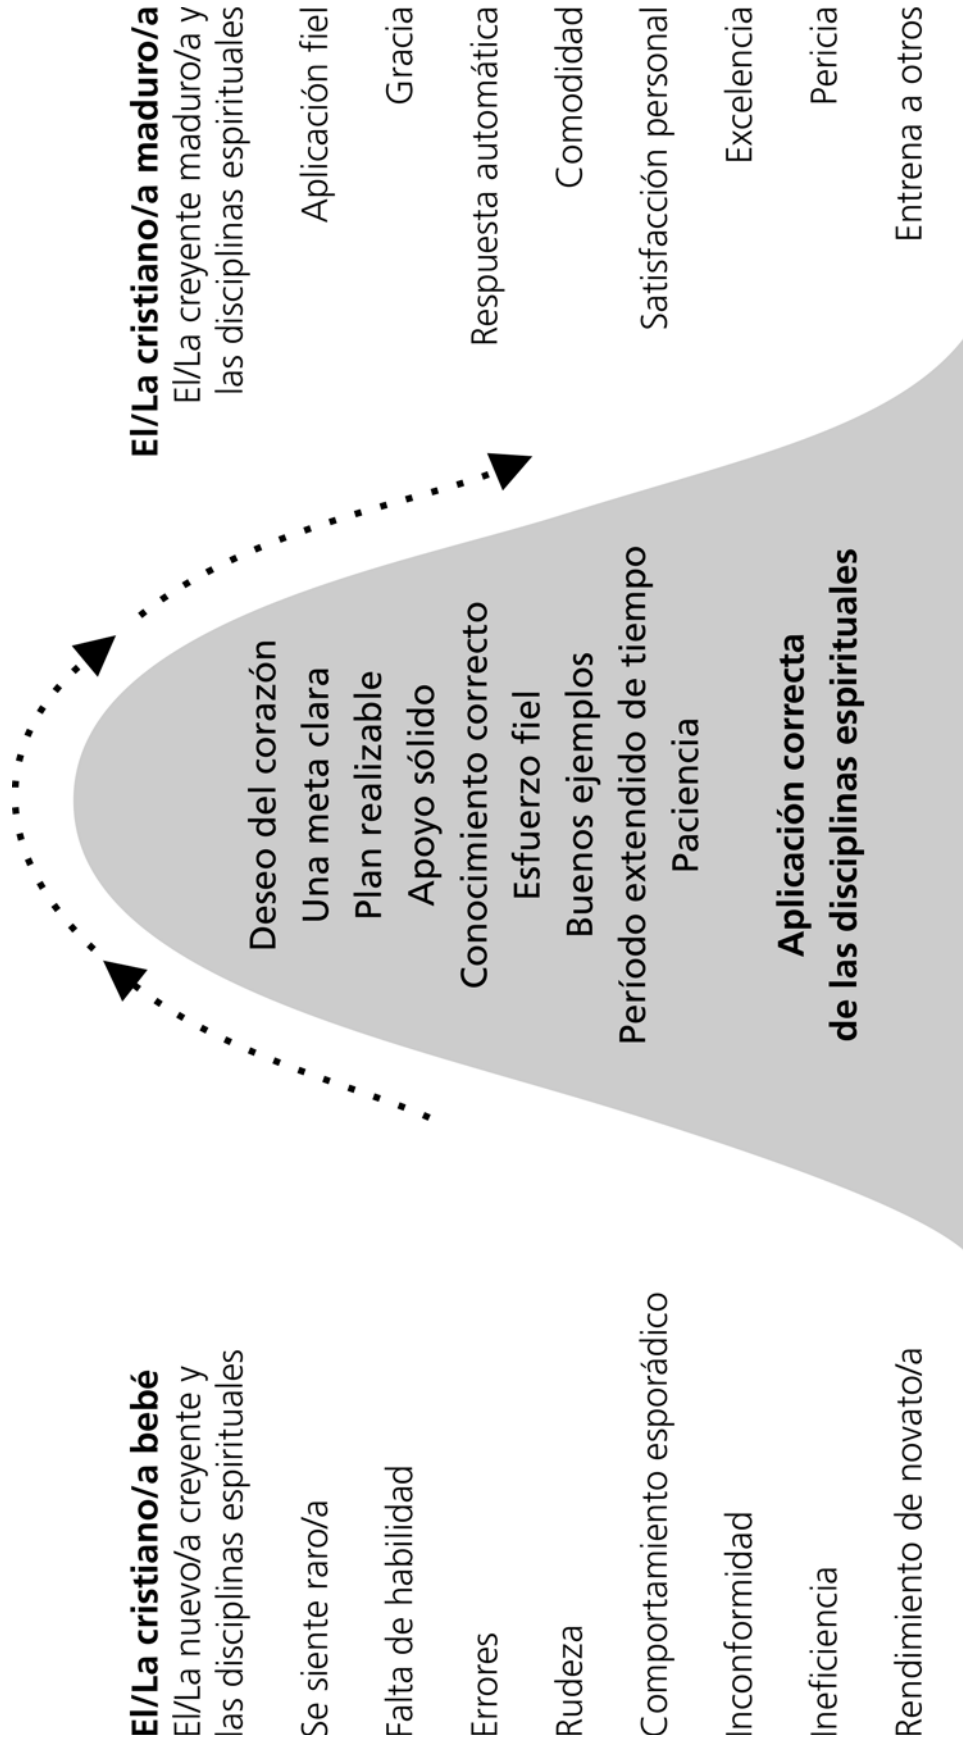 El/La cristiano/a bebé
El/La nuevo/a creyente y
las disciplinas espirituales
Se siente raro/a
Falta de habilidad
Errores
Rudeza
Comportamiento esporádico
Inconformidad
Ineficiencia
Rendimiento de novato/a
Deseo del corazón
Una meta clara
Plan realizable
Apoyo sólido
Conocimiento correcto
Esfuerzo fiel
Buenos ejemplos
Período extendido de tiempo
Paciencia
Aplicación correcta
de las disciplinas espirituales
El/La cristiano/a maduro/a
El/La creyente maduro/a y
las disciplinas espirituales
Aplicación fiel
Gracia
Respuesta automática
Comodidad
Satisfacción personal
Excelencia
Pericia
Entrena a otros